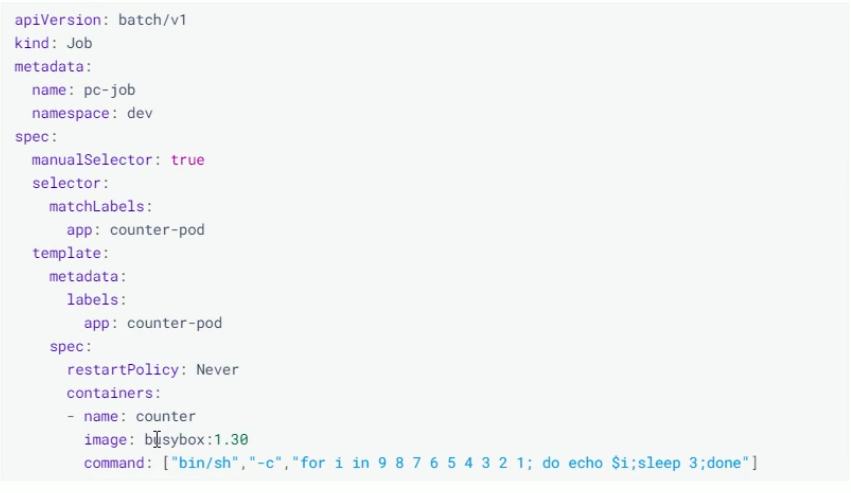 apiVersion: batch/v1
kind: Job
metadata:
  name: pc-job
  namespace: dev
spec:
  manualSelector: true
  selector:
    matchLabels:
      app: counter-pod
  template:
    metadata:
      labels:
        app: counter-pod
    spec:
      restartPolicy: Never
      containers:
      - name: counter
        image: busybox:1.30
        command: ["bin/sh","-c","for i in 9 8 7 6 5 4 3 2 1; do echo $i;sleep 3;done"]